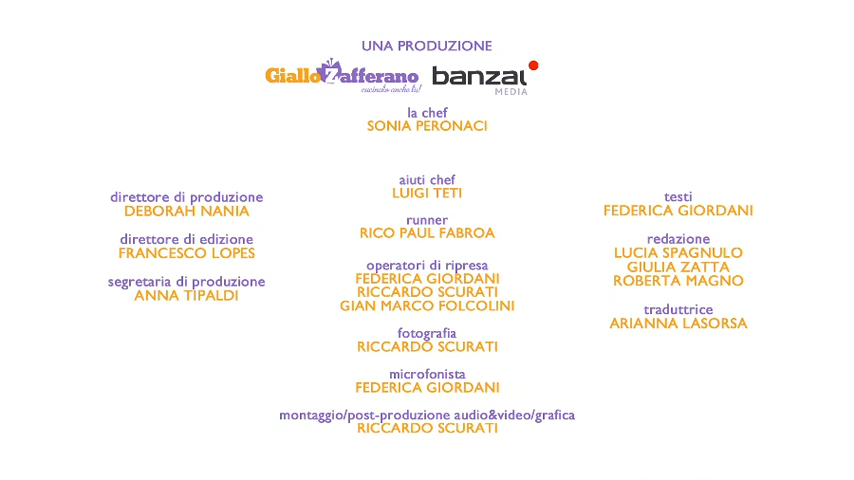 UNA PRODUZIONE
GialloZafferano
cucinalo anche tu!
banzai
MEDIA
la chef
SONIA PERONACI
direttore di produzione
DEBORAH NANIA
direttore di edizione
FRANCESCO LOPES
segretaria di produzione
ANNA TIPALDI
aiuti chef
LUIGI TETI
runner
RICO PAUL FABROA
operatori di ripresa
FEDERICA GIORDANI
RICCARDO SCURATI
GIAN MARCO FOLCOLINI
fotografia
RICCARDO SCURATI
microfonista
FEDERICA GIORDANI
montaggio/post-produzione audio&video/grafica
RICCARDO SCURATI
testi
FEDERICA GIORDANI
redazione
LUCIA SPAGNULO
GIULIA ZATTA
ROBERTA MAGNO
traduttrice
ARIANNA LASORSA